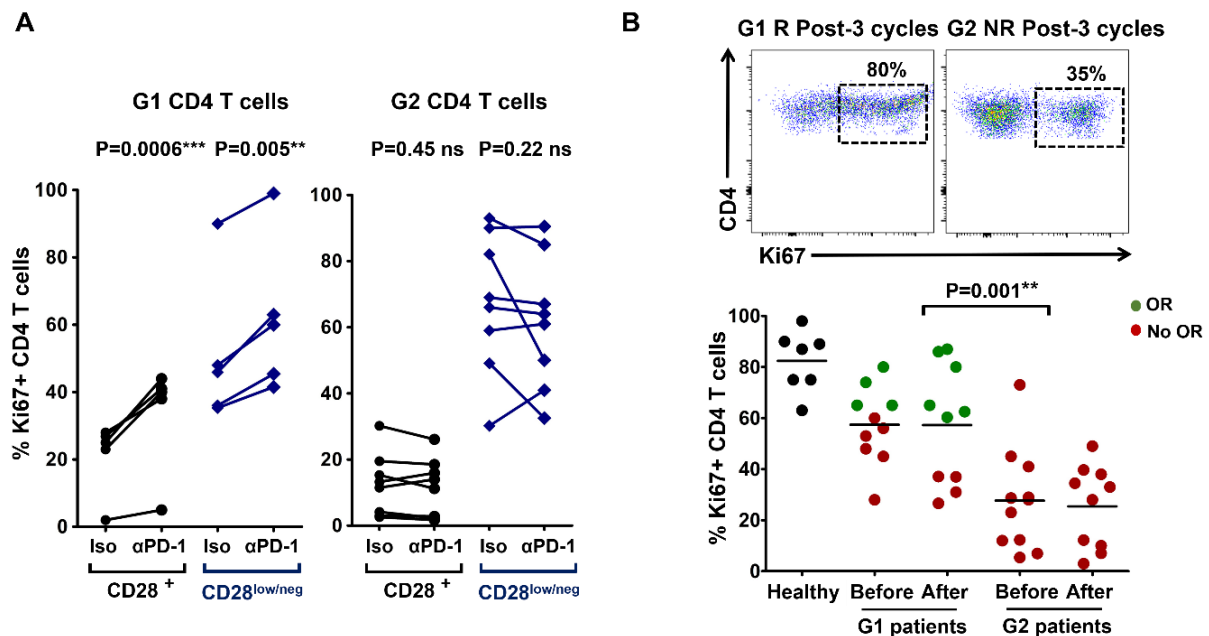 A
G1 CD4 T cells
G2 CD4 T cells
P=0.0006*** P=0.005**
P=0.45 ns P=0.22 ns
% Ki67+ CD4 T cells
100
80
60
40
20
0
100
80
60
40
20
0
Iso αPD-1 Iso αPD-1
CD28 + CD28low/neg
Iso αPD-1 Iso αPD-1
CD28 + CD28low/neg
B
G1 R Post-3 cycles G2 NR Post-3 cycles
80%
35%
CD4
Ki67
P=0.001**
OR
No OR
% Ki67+ CD4 T cells
100
80
60
40
20
0
Healthy Before After Before After
G1 patients G2 patients